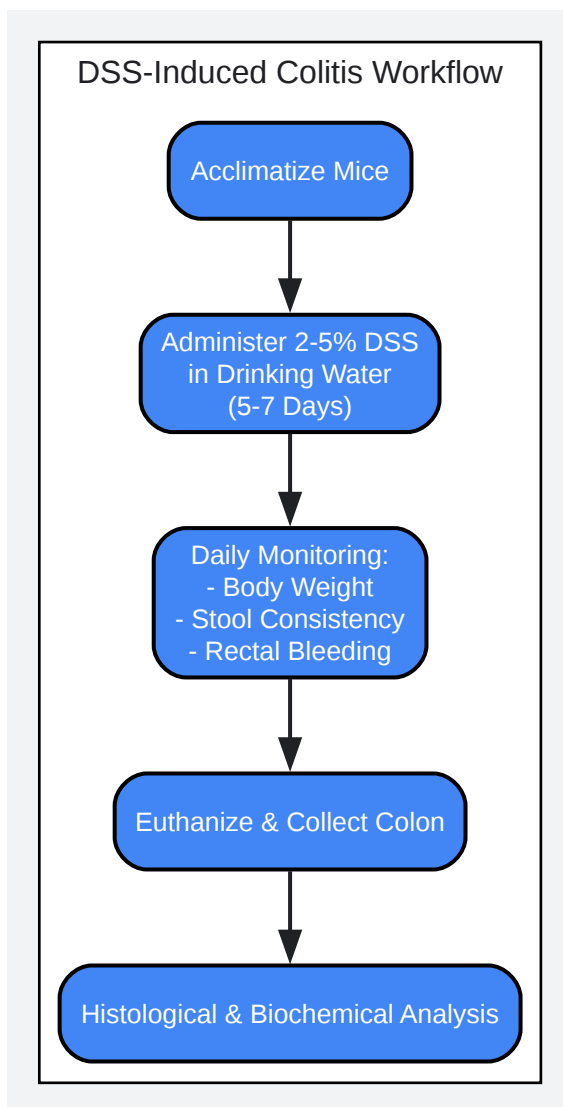 DSS-Induced Colitis Workflow
Acclimatize Mice
Administer 2-5% DSS
in Drinking Water
(5-7 Days)
Daily Monitoring:
- Body Weight
- Stool Consistency
- Rectal Bleeding
Euthanize & Collect Colon
Histological & Biochemical Analysis